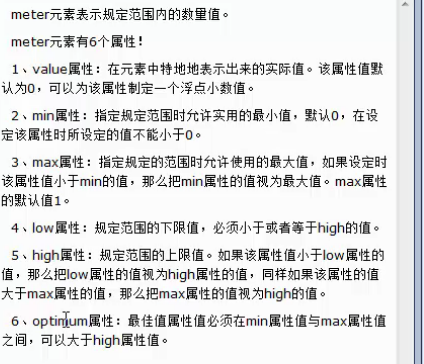 meter元素表示规定范围内的数量值。
meter元素有6个属性！
1、value属性：在元素中特地地表示出来的实际值。该属性值默
认为0，可以为该属性制定一个浮点小数值。
2、min属性：指定规定范围时允许实用的最小值，默认0，在设
定该属性时所设定的值不能小于0。
3、max属性：指定规定的范围时允许使用的最大值，如果设定时
该属性值小于min的值，那么把min属性的值视为最大值。max属性
的默认值1。
4、low属性：规定范围的下限值，必须小于或者等于high的值。
5、high属性：规定范围的上限值。如果该属性值小于low属性的
值，那么把low属性的值视为high属性的值，同样如果该属性的值
大于max属性的值，那么把max属性的值视为high的值。
6、optimum属性：最佳值属性值必须在min属性值与max属性值
之间，可以大于high属性值。